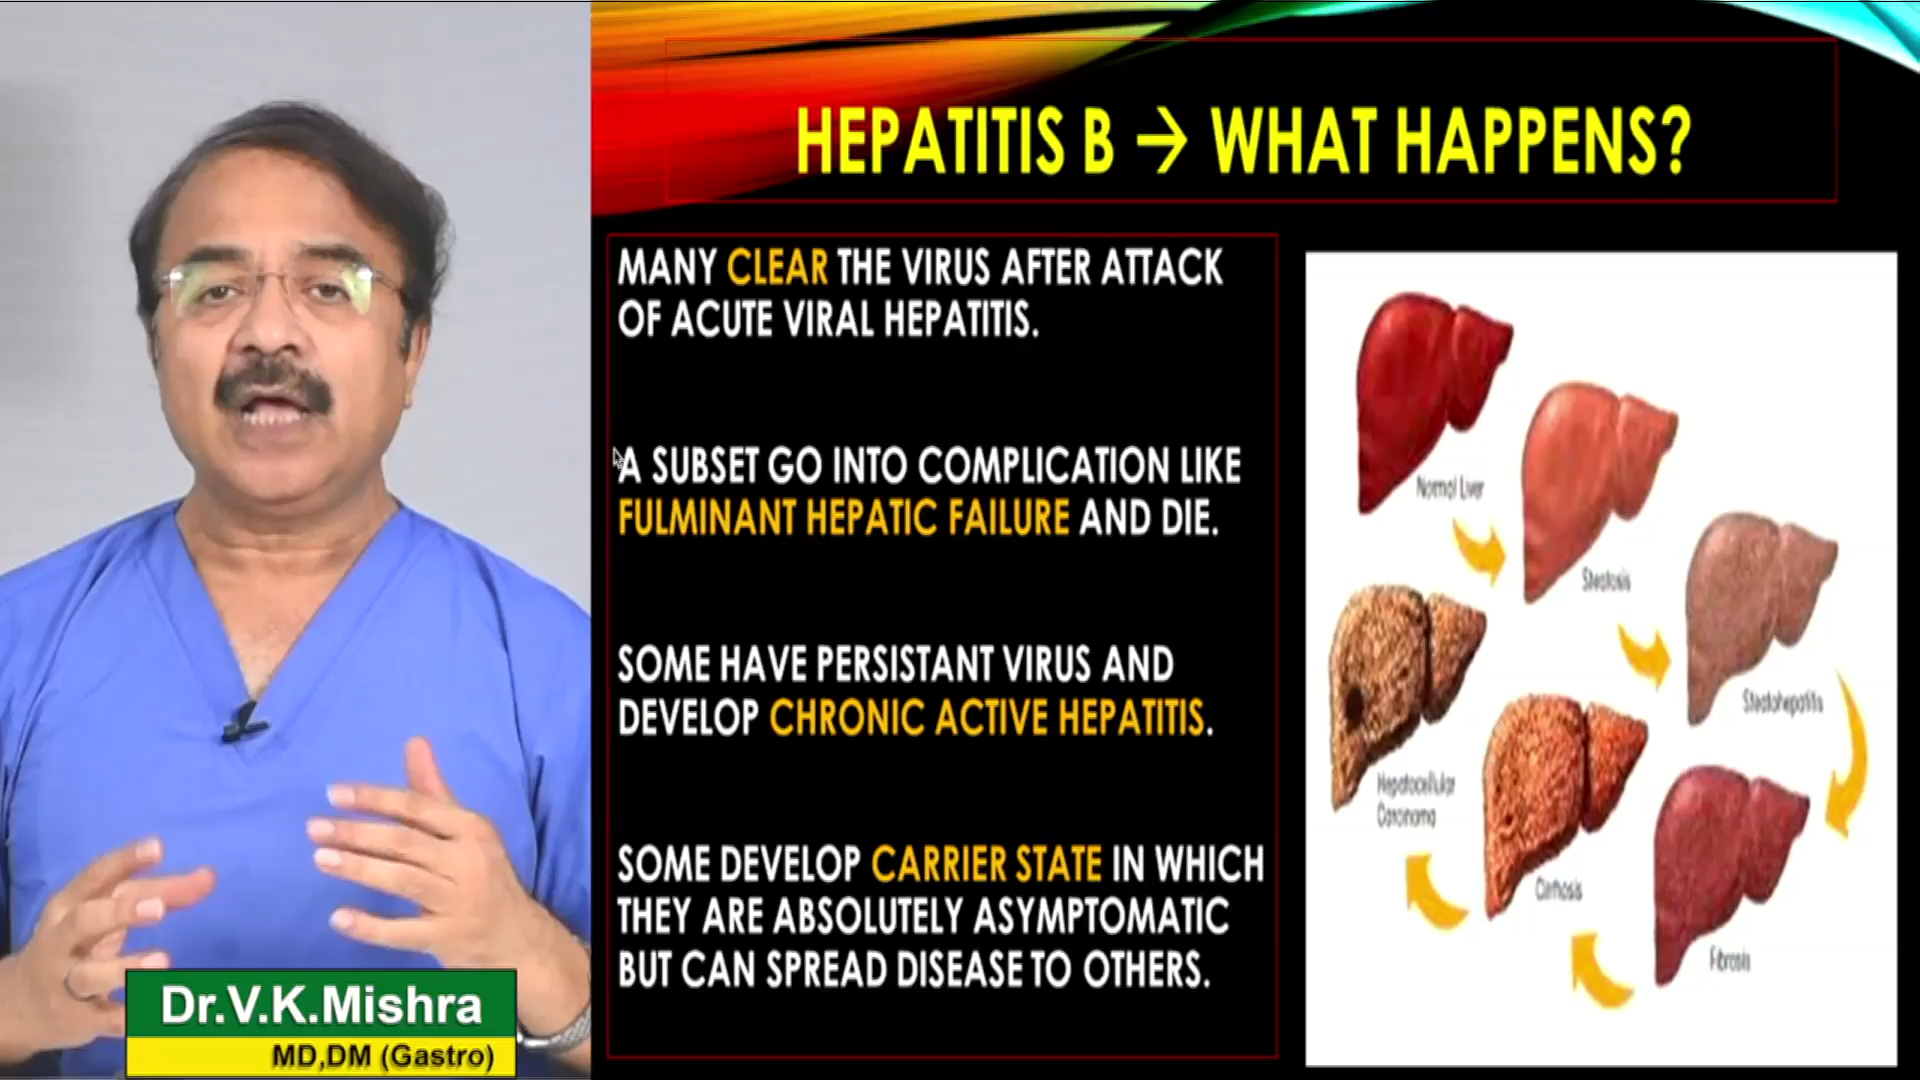 HEPATITIS B → WHAT HAPPENS?
MANY CLEAR THE VIRUS AFTER ATTACK
OF ACUTE VIRAL HEPATITIS.
A SUBSET GO INTO COMPLICATION LIKE
FULMINANT HEPATIC FAILURE AND DIE.
SOME HAVE PERSISTANT VIRUS AND
DEVELOP CHRONIC ACTIVE HEPATITIS.
SOME DEVELOP CARRIER STATE IN WHICH
THEY ARE ABSOLUTELY ASYMPTOMATIC
BUT CAN SPREAD DISEASE TO OTHERS.
Normal Liver
Steatosis
Steatohepatitis
Fibrosis
Cirrhosis
Hepatocellular
Carcinoma
Dr.V.K.Mishra
MD,DM (Gastro)